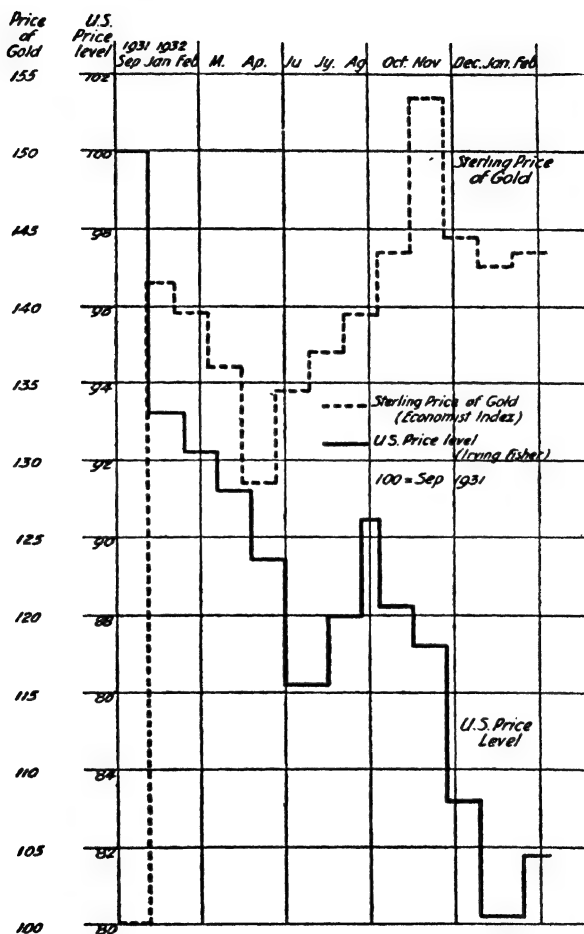 Price of Gold
U.S. Price level
1931 1932
Sep Jan Feb M. Ap. Ju Jy. Ag Oct Nov Dec. Jan. Feb
155 102
150 100
145 98
140 96
135 94
130 92
125 90
120 88
115 86
110 84
105 82
100 80
Sterling Price
of Gold
Sterling Price of Gold
(Economist Index)
U.S. Price level
(Irving Fisher)
100 = Sep 1931
U.S. Price
Level